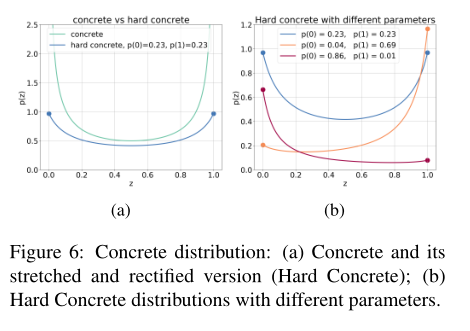 concrete vs hard concrete
concrete
hard concrete, p(0)=0.23, p(1)=0.23
p(z)
2.5
2.0
1.5
1.0
0.5
0.0
0.0 0.2 0.4 0.6 0.8 1.0
z
(a)
Hard concrete with different parameters
p(0) = 0.23, p(1) = 0.23
p(0) = 0.04, p(1) = 0.69
p(0) = 0.86, p(1) = 0.01
p(z)
1.2
1.0
0.8
0.6
0.4
0.2
0.0
0.0 0.2 0.4 0.6 0.8 1.0
z
(b)
Figure 6: Concrete distribution: (a) Concrete and its
stretched and rectified version (Hard Concrete); (b)
Hard Concrete distributions with different parameters.